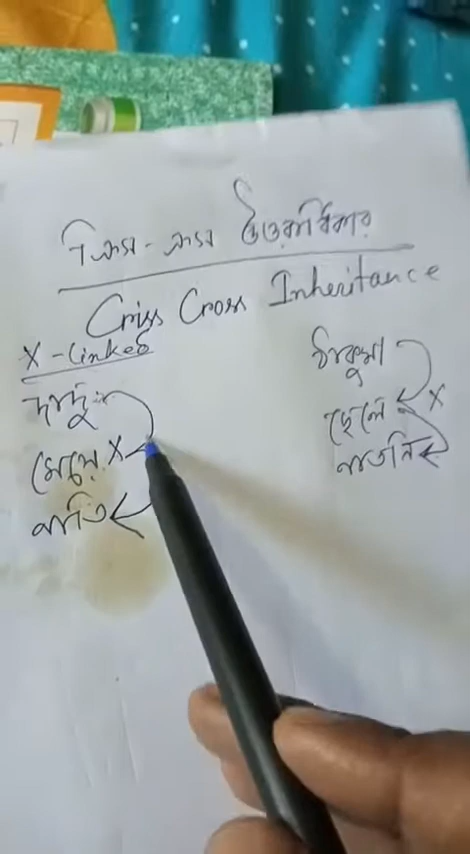 ক্রিস-ক্রস উত্তরাধিকার
Criss Cross Inheritance
X-linked
দাদু
মেয়ে X
নাতি
ঠাকুমা
ছেলে X
নাতনি